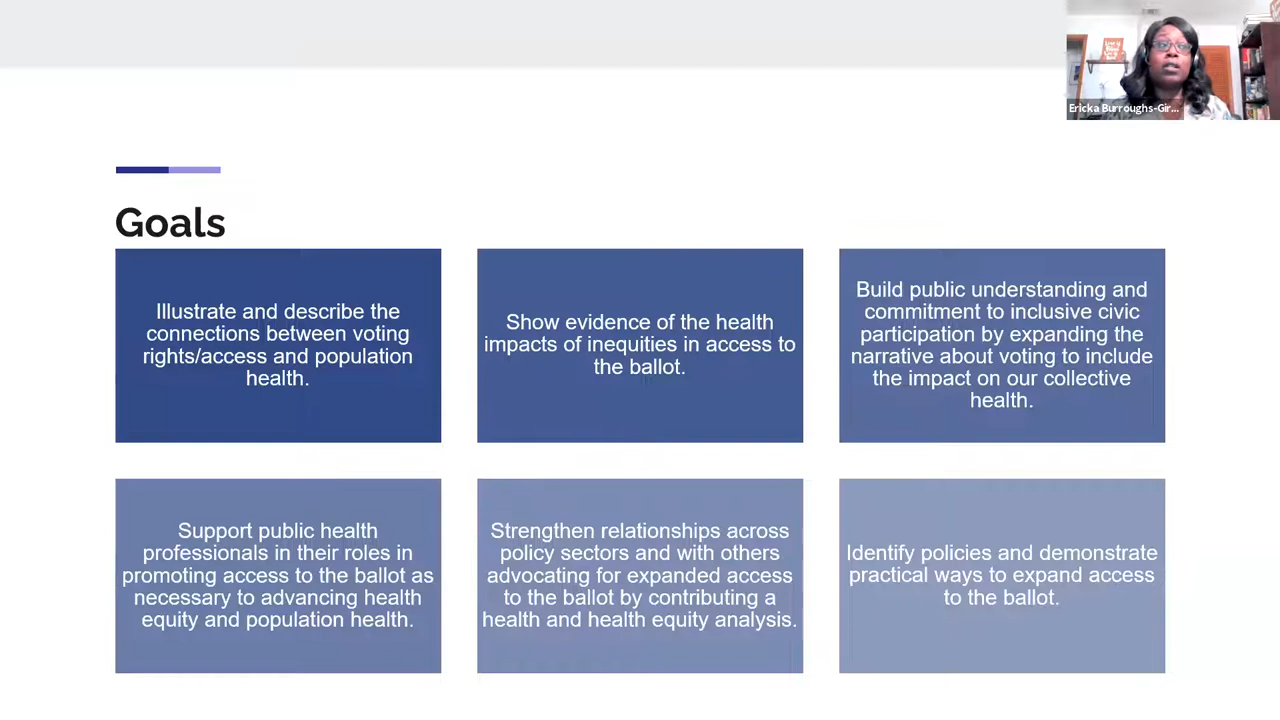 Ericka Burroughs-Gir...
Goals
Illustrate and describe the
connections between voting
rights/access and population
health.
Show evidence of the health
impacts of inequities in access to
the ballot.
Build public understanding and
commitment to inclusive civic
participation by expanding the
narrative about voting to include
the impact on our collective
health.
Support public health
professionals in their roles in
promoting access to the ballot as
necessary to advancing health
equity and population health.
Strengthen relationships across
policy sectors and with others
advocating for expanded access
to the ballot by contributing a
health and health equity analysis.
Identify policies and demonstrate
practical ways to expand access
to the ballot.